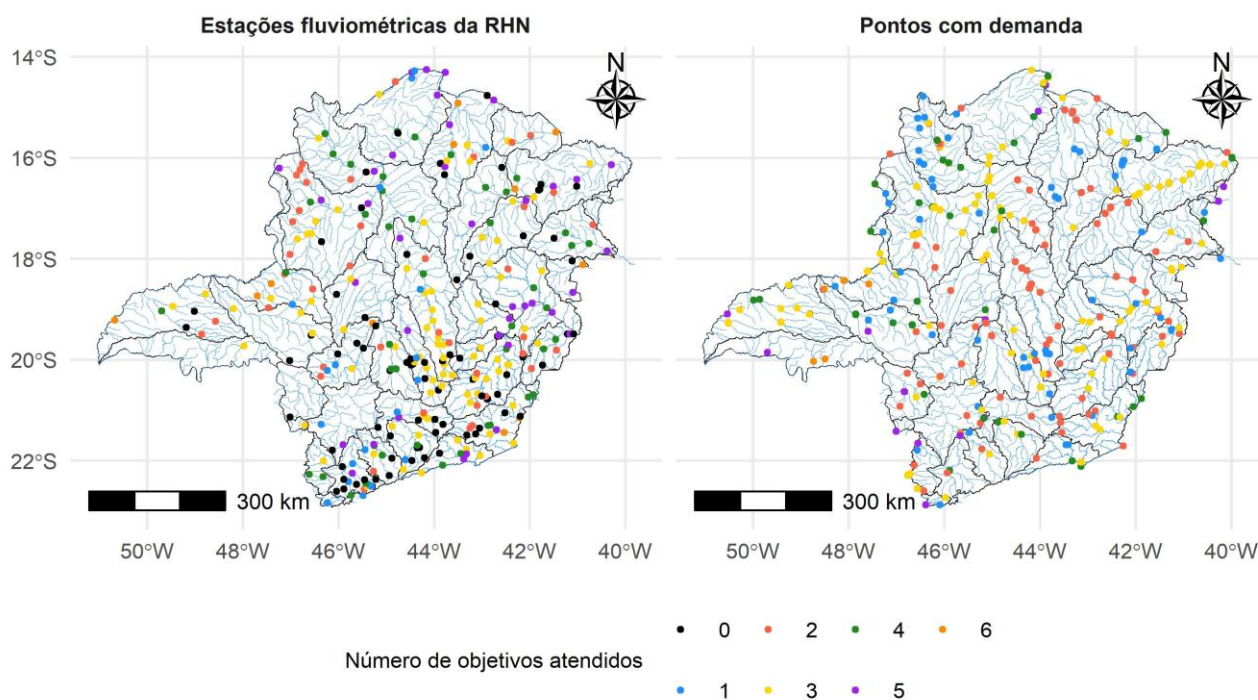 Estações fluviométricas da RHN
Pontos com demanda
14°S
16°S
18°S
20°S
22°S
N
N
300 km
300 km
50°W 48°W 46°W 44°W 42°W 40°W
50°W 48°W 46°W 44°W 42°W 40°W
Número de objetivos atendidos
0 2 4 6
1 3 5